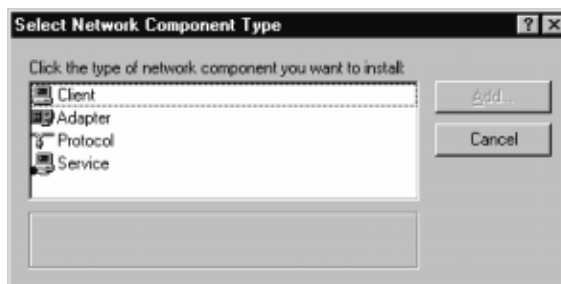 Select Network Component Type
Click the type of network component you want to install:
Client
Add...
Adapter
Protocol
Cancel
Service